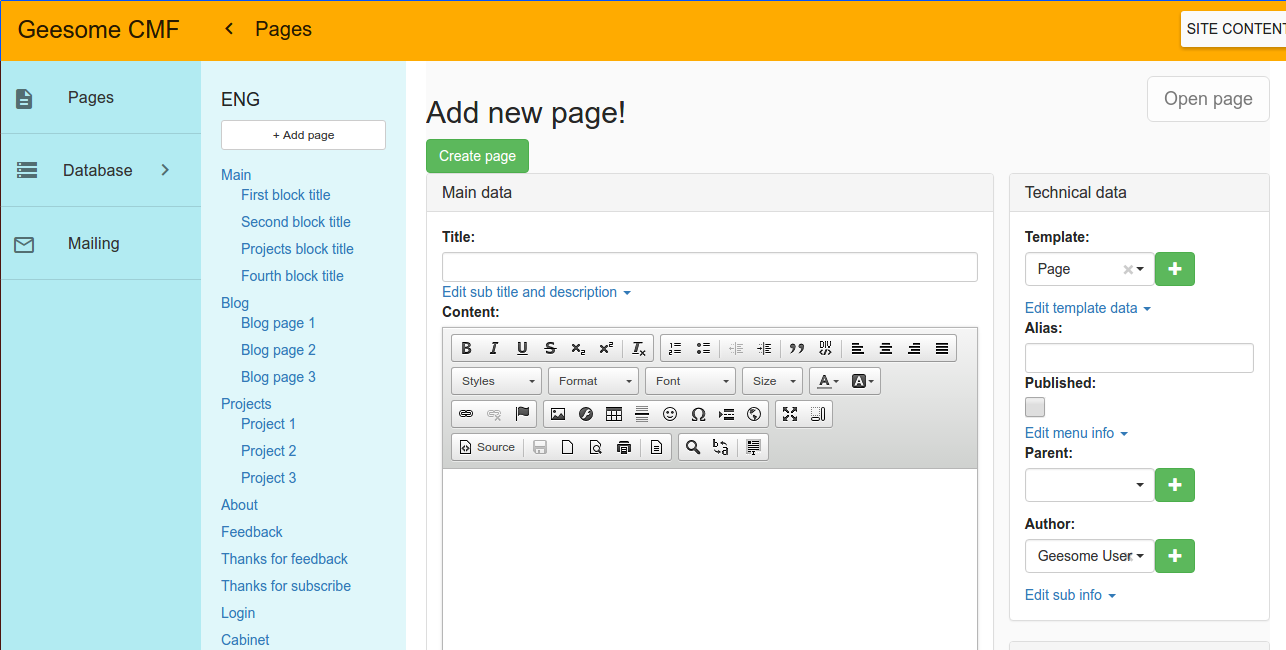 Geesome CMF
Pages
SITE CONTENT
Pages
Database
Mailing
ENG
+ Add page
Main
First block title
Second block title
Projects block title
Fourth block title
Blog
Blog page 1
Blog page 2
Blog page 3
Projects
Project 1
Project 2
Project 3
About
Feedback
Thanks for feedback
Thanks for subscribe
Login
Cabinet
Add new page!
Open page
Create page
Main data
Title:
Edit sub title and description
Content:
Styles Format Font Size
Source
Technical data
Template:
Page
Edit template data
Alias:
Published:
Edit menu info
Parent:
Author:
Geesome User
Edit sub info